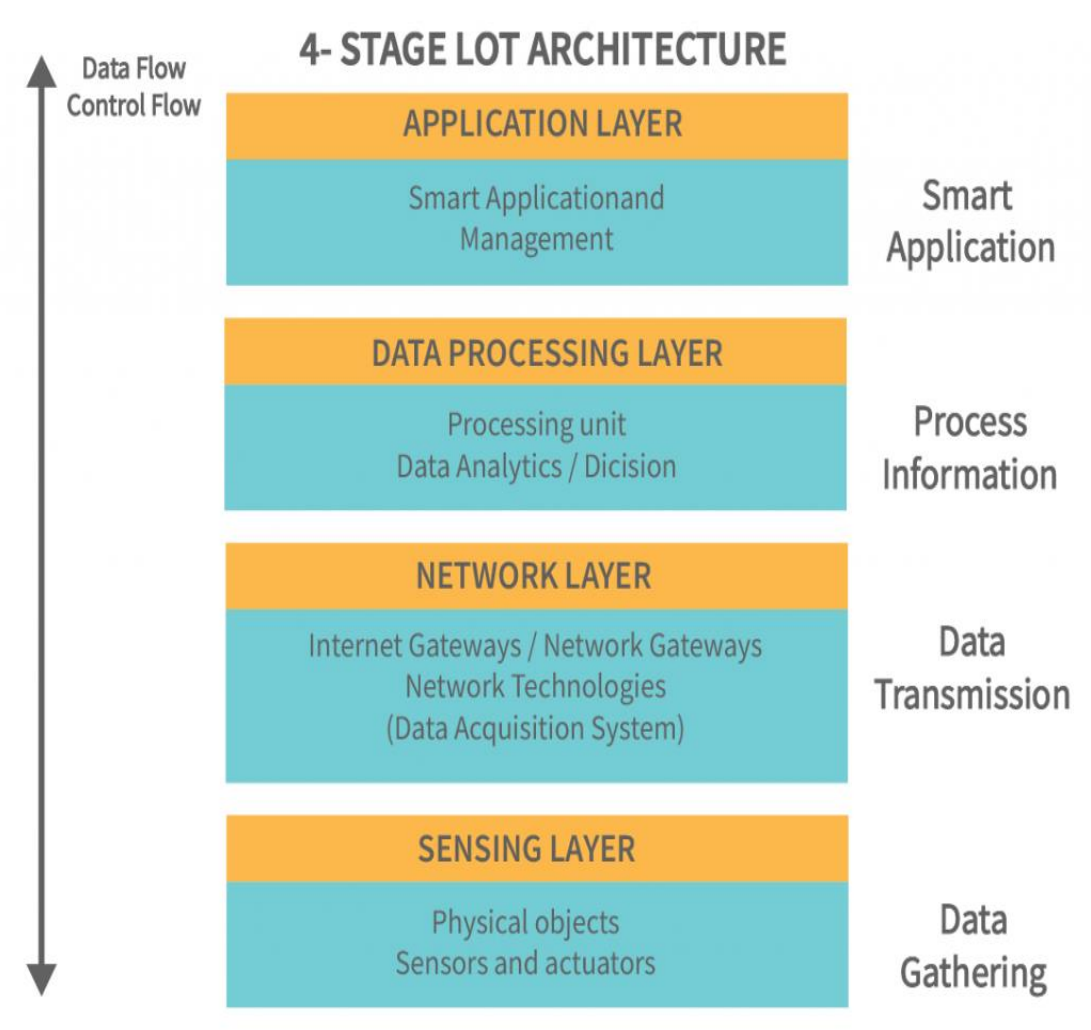 4- STAGE LOT ARCHITECTURE
Data Flow
Control Flow
APPLICATION LAYER
Smart Applicationand
Management
Smart
Application
DATA PROCESSING LAYER
Processing unit
Data Analytics / Dicision
Process
Information
NETWORK LAYER
Internet Gateways / Network Gateways
Network Technologies
(Data Acquisition System)
Data
Transmission
SENSING LAYER
Physical objects
Sensors and actuators
Data
Gathering